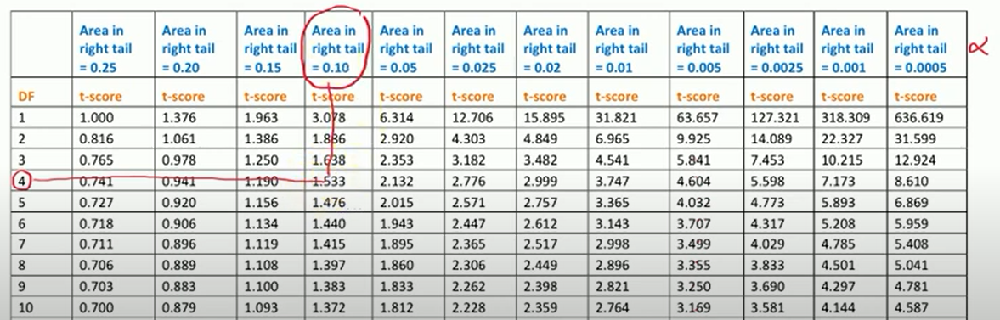 Area in right tail = 0.25 Area in right tail = 0.20 Area in right tail = 0.15 Area in right tail = 0.10 Area in right tail = 0.05 Area in right tail = 0.025 Area in right tail = 0.02 Area in right tail = 0.01 Area in right tail = 0.005 Area in right tail = 0.0025 Area in right tail = 0.001 Area in right tail = 0.0005 α
DF t-score t-score t-score t-score t-score t-score t-score t-score t-score t-score t-score t-score
1 1.000 1.376 1.963 3.078 6.314 12.706 15.895 31.821 63.657 127.321 318.309 636.619
2 0.816 1.061 1.386 1.886 2.920 4.303 4.849 6.965 9.925 14.089 22.327 31.599
3 0.765 0.978 1.250 1.638 2.353 3.182 3.482 4.541 5.841 7.453 10.215 12.924
4 0.741 0.941 1.190 1.533 2.132 2.776 2.999 3.747 4.604 5.598 7.173 8.610
5 0.727 0.920 1.156 1.476 2.015 2.571 2.757 3.365 4.032 4.773 5.893 6.869
6 0.718 0.906 1.134 1.440 1.943 2.447 2.612 3.143 3.707 4.317 5.208 5.959
7 0.711 0.896 1.119 1.415 1.895 2.365 2.517 2.998 3.499 4.029 4.785 5.408
8 0.706 0.889 1.108 1.397 1.860 2.306 2.449 2.896 3.355 3.833 4.501 5.041
9 0.703 0.883 1.100 1.383 1.833 2.262 2.398 2.821 3.250 3.690 4.297 4.781
10 0.700 0.879 1.093 1.372 1.812 2.228 2.359 2.764 3.169 3.581 4.144 4.587